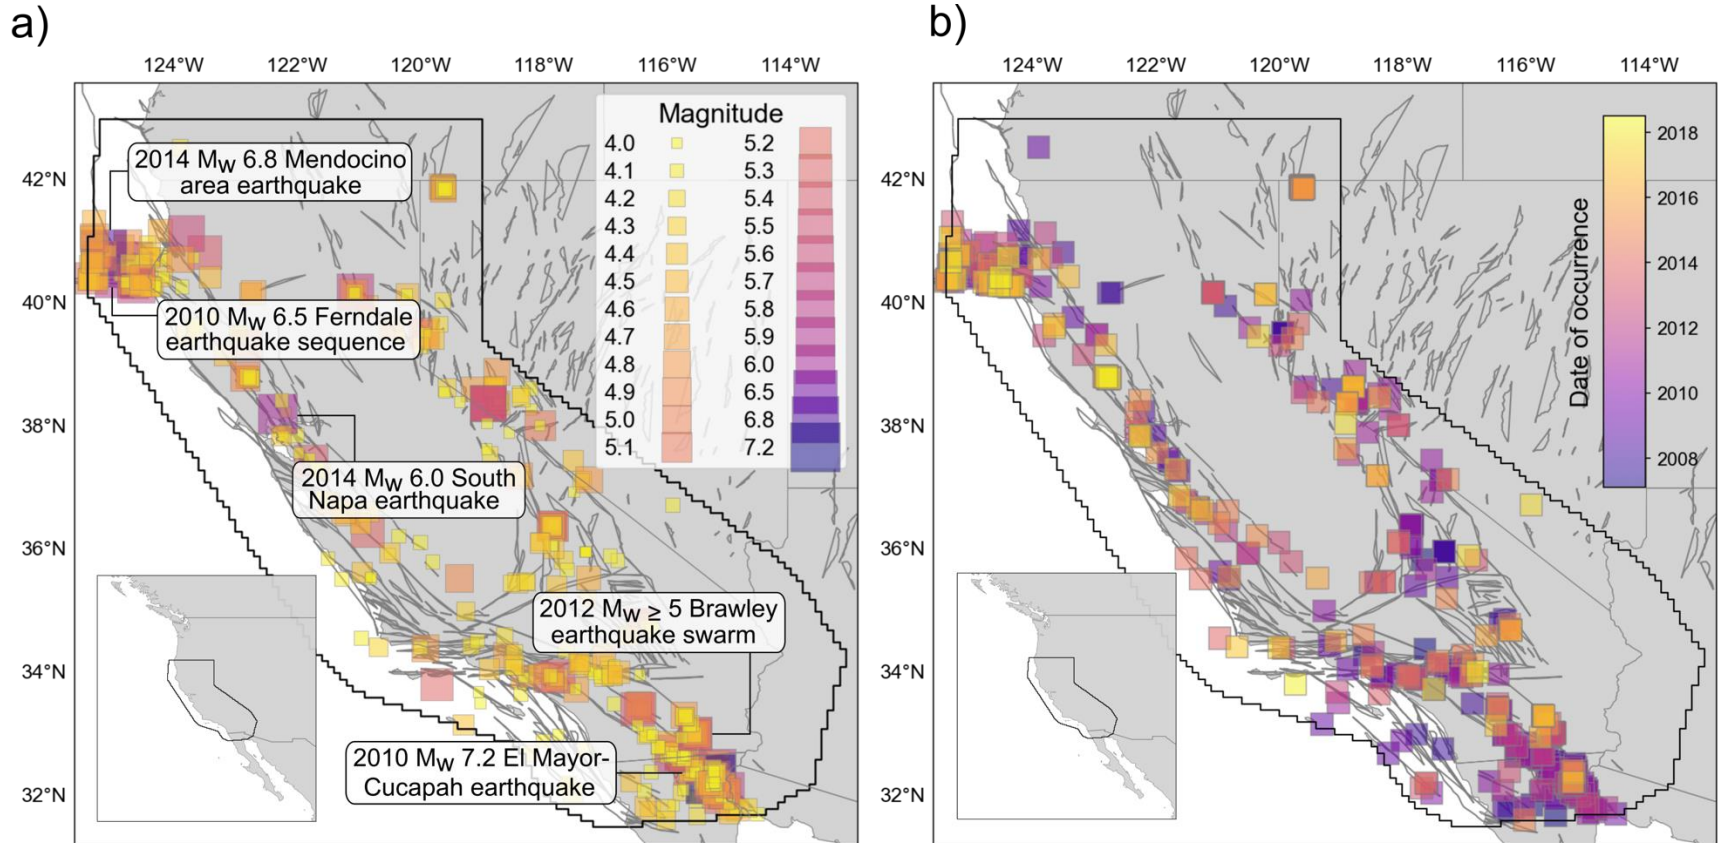 a)
124°W 122°W 120°W 118°W 116°W 114°W
42°N
40°N
38°N
36°N
34°N
32°N
2014 Mw 6.8 Mendocino
area earthquake
2010 Mw 6.5 Ferndale
earthquake sequence
2014 Mw 6.0 South
Napa earthquake
2012 Mw ≥ 5 Brawley
earthquake swarm
2010 Mw 7.2 El Mayor-
Cucapah earthquake
Magnitude
4.0 5.2
4.1 5.3
4.2 5.4
4.3 5.5
4.4 5.6
4.5 5.7
4.6 5.8
4.7 5.9
4.8 6.0
4.9 6.5
5.0 6.8
5.1 7.2
b)
124°W 122°W 120°W 118°W 116°W 114°W
42°N
40°N
38°N
36°N
34°N
32°N
Date of occurrence
2018
2016
2014
2012
2010
2008